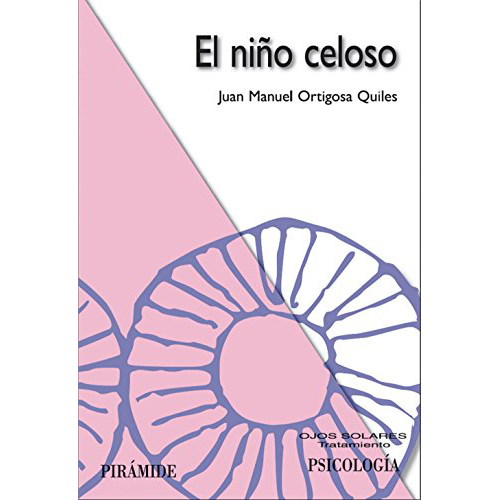 El niño celoso
Juan Manuel Ortigosa Quiles
OJOS SOLARES
Tratamiento
PIRÁMIDE
PSICOLOGÍA